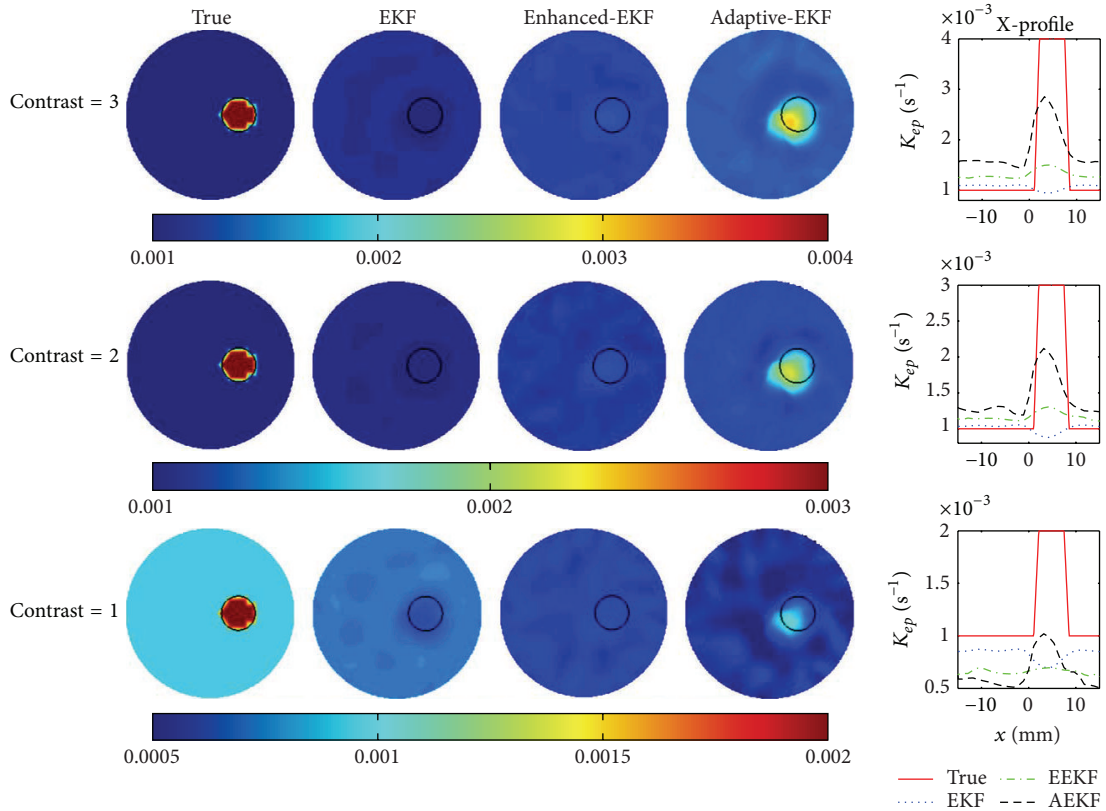 True EKF Enhanced-EKF Adaptive-EKF X-profile
Contrast = 3
0.001 0.002 0.003 0.004
×10⁻³
4
3
2
1
K_ep (s⁻¹)
−10 0 10
Contrast = 2
0.001 0.002 0.003
×10⁻³
3
2.5
2
1.5
1
K_ep (s⁻¹)
−10 0 10
Contrast = 1
0.0005 0.001 0.0015 0.002
×10⁻³
2
1.5
1
0.5
K_ep (s⁻¹)
−10 0 10
x (mm)
True EEKF
EKF AEKF